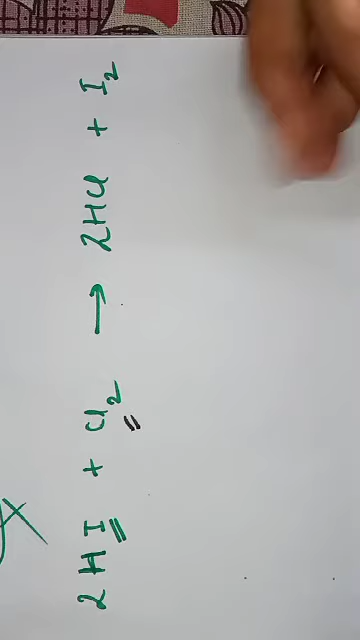 2HI + Cl₂ → 2HCl + I₂